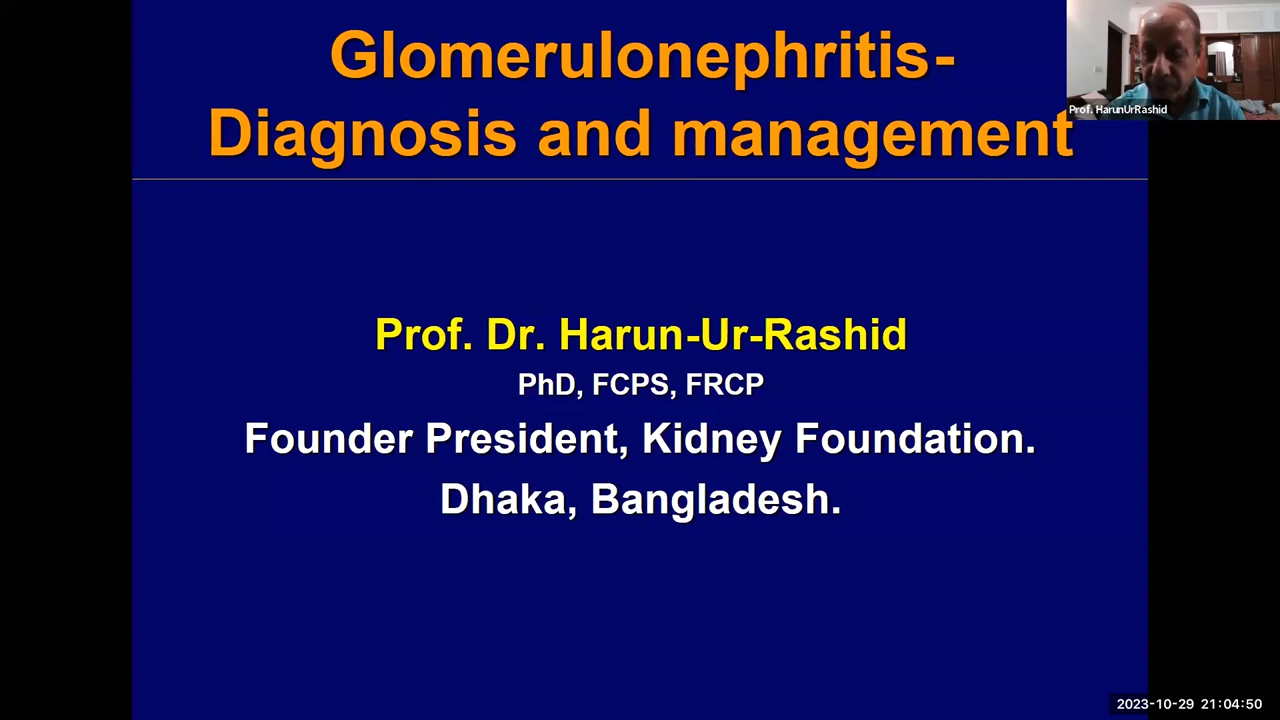 Glomerulonephritis-
Diagnosis and management
Prof. HarunUrRashid
Prof. Dr. Harun-Ur-Rashid
PhD, FCPS, FRCP
Founder President, Kidney Foundation.
Dhaka, Bangladesh.
2023-10-29 21:04:50